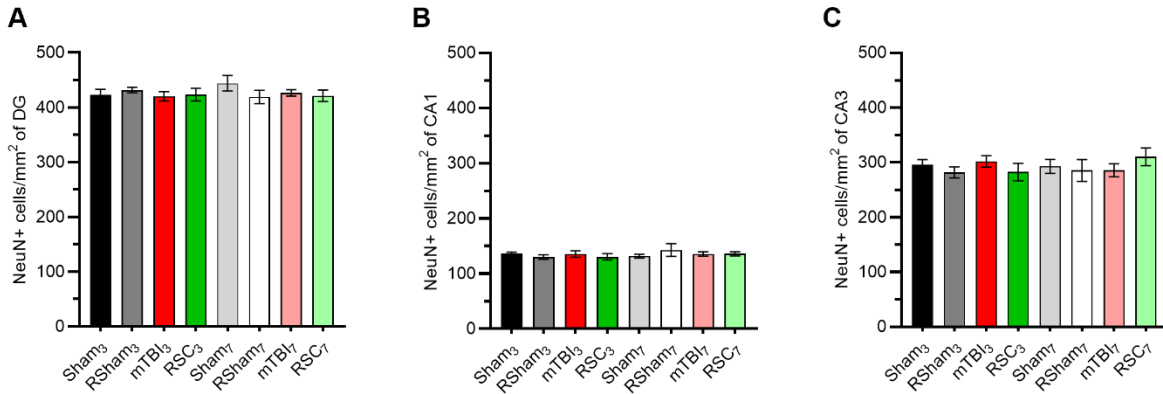 A
NeuN+ cells/mm² of DG
500
400
300
200
100
0
Sham₃
RSham₃
mTBI₃
RSC₃
Sham₇
RSham₇
mTBI₇
RSC₇
B
NeuN+ cells/mm² of CA1
500
400
300
200
100
0
Sham₃
RSham₃
mTBI₃
RSC₃
Sham₇
RSham₇
mTBI₇
RSC₇
C
NeuN+ cells/mm² of CA3
500
400
300
200
100
0
Sham₃
RSham₃
mTBI₃
RSC₃
Sham₇
RSham₇
mTBI₇
RSC₇